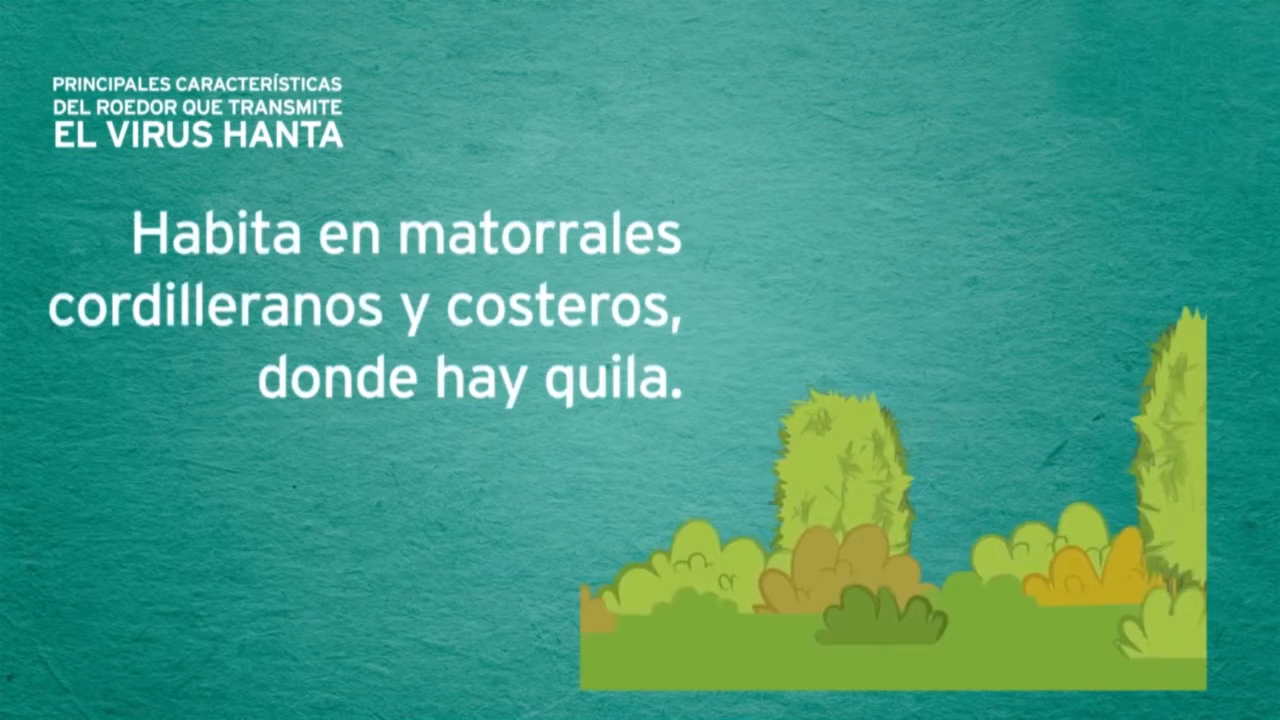 PRINCIPALES CARACTERÍSTICAS
DEL ROEDOR QUE TRANSMITE
EL VIRUS HANTA
Habita en matorrales
cordilleranos y costeros,
donde hay quila.